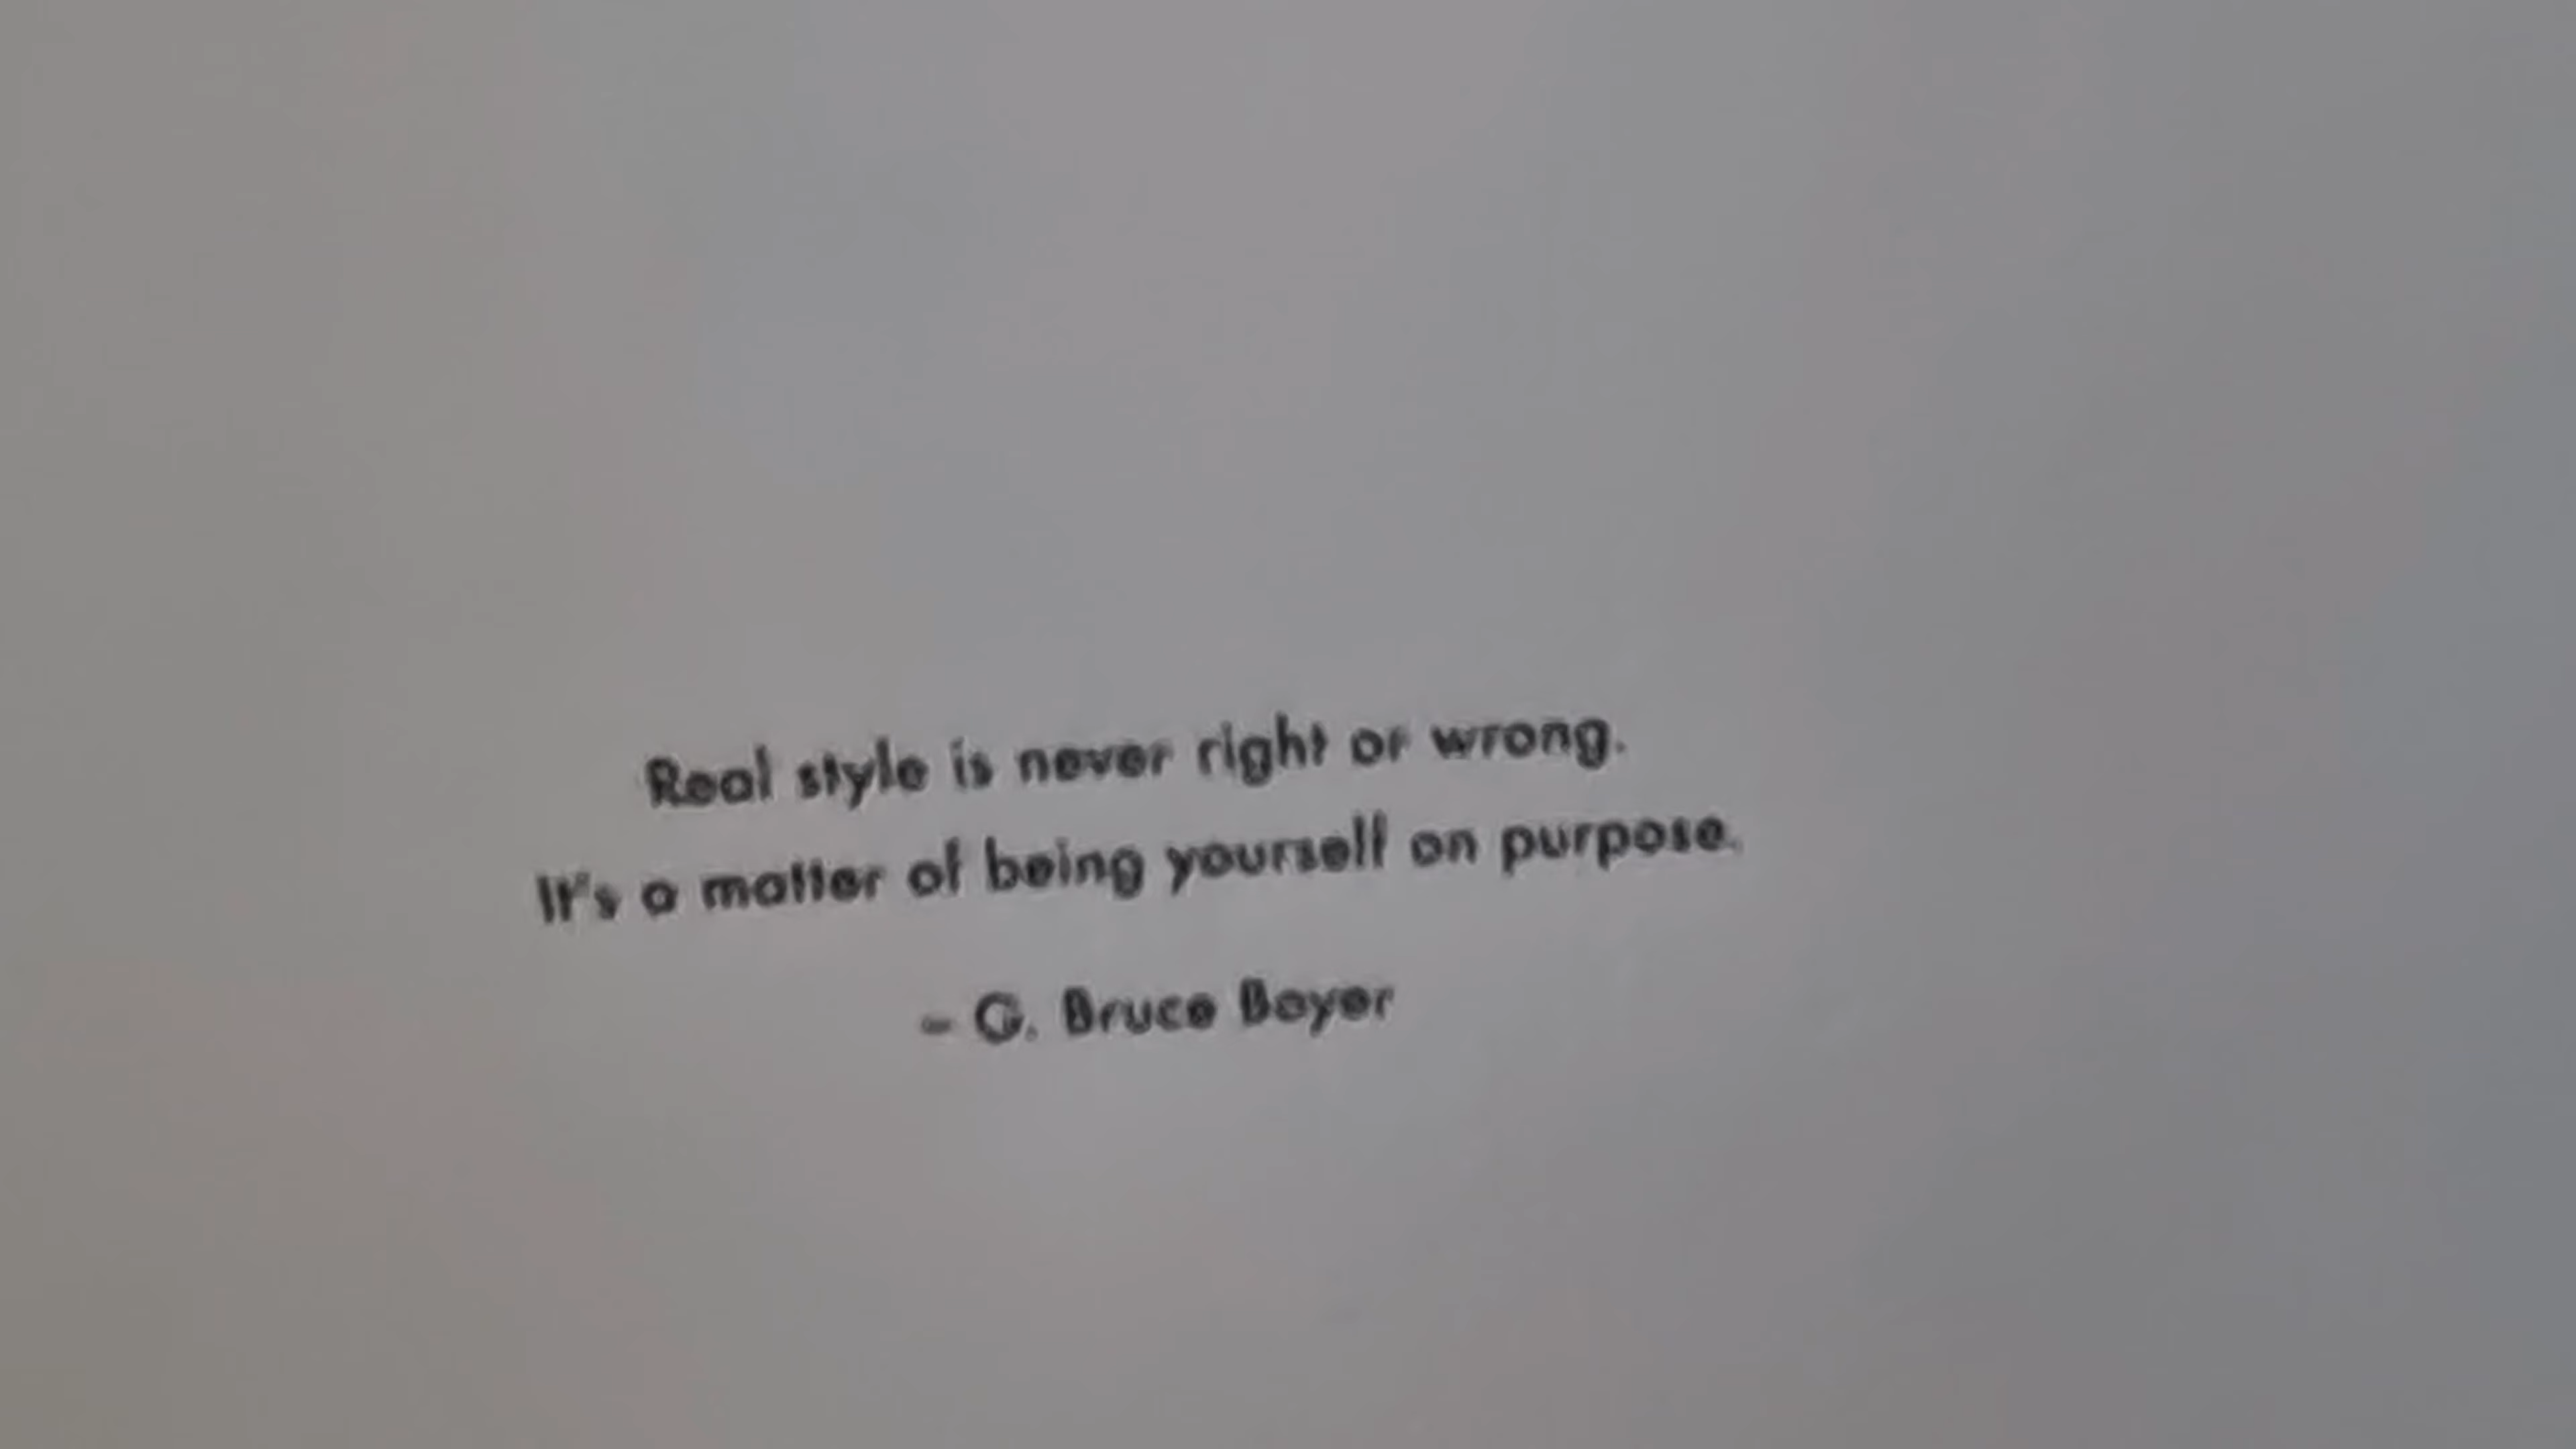 Real style is never right or wrong.
It's a matter of being yourself on purpose.
– G. Bruce Boyer